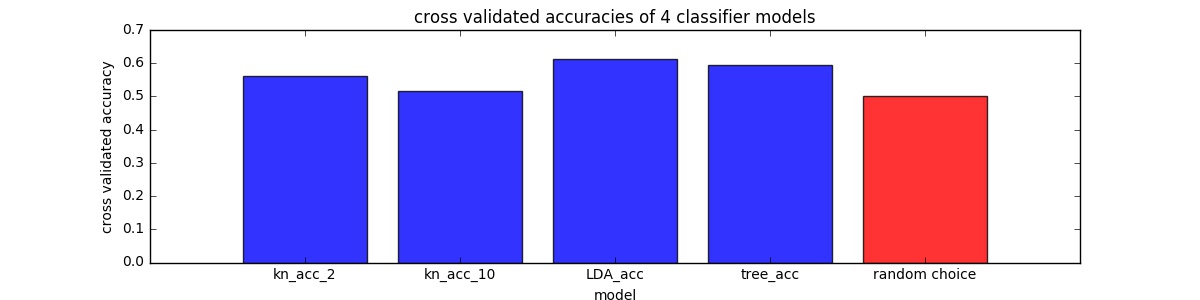 cross validated accuracies of 4 classifier models
cross validated accuracy
0.7
0.6
0.5
0.4
0.3
0.2
0.1
0.0
kn_acc_2 kn_acc_10 LDA_acc tree_acc random choice
model